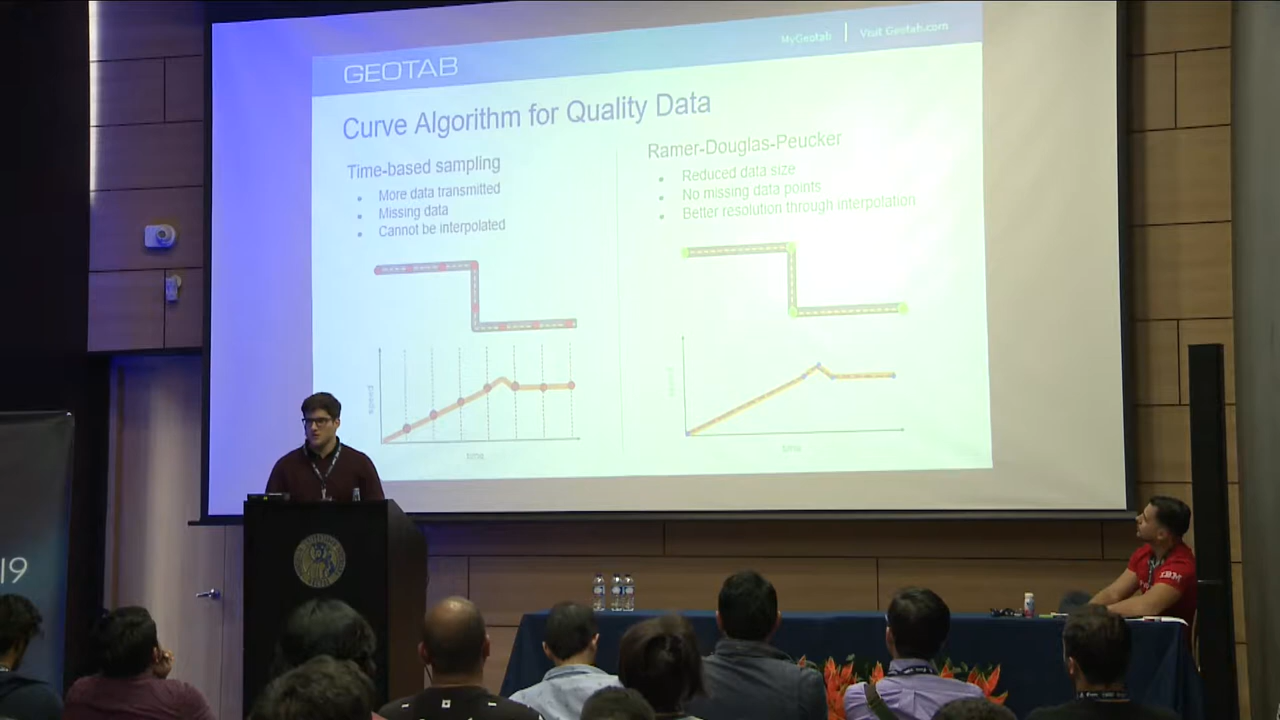 MyGeotab | Visit Geotab.com
GEOTAB
Curve Algorithm for Quality Data
Time-based sampling
• More data transmitted
• Missing data
• Cannot be interpolated
Ramer-Douglas-Peucker
• Reduced data size
• No missing data points
• Better resolution through interpolation
speed
time
speed
time
19
IBM